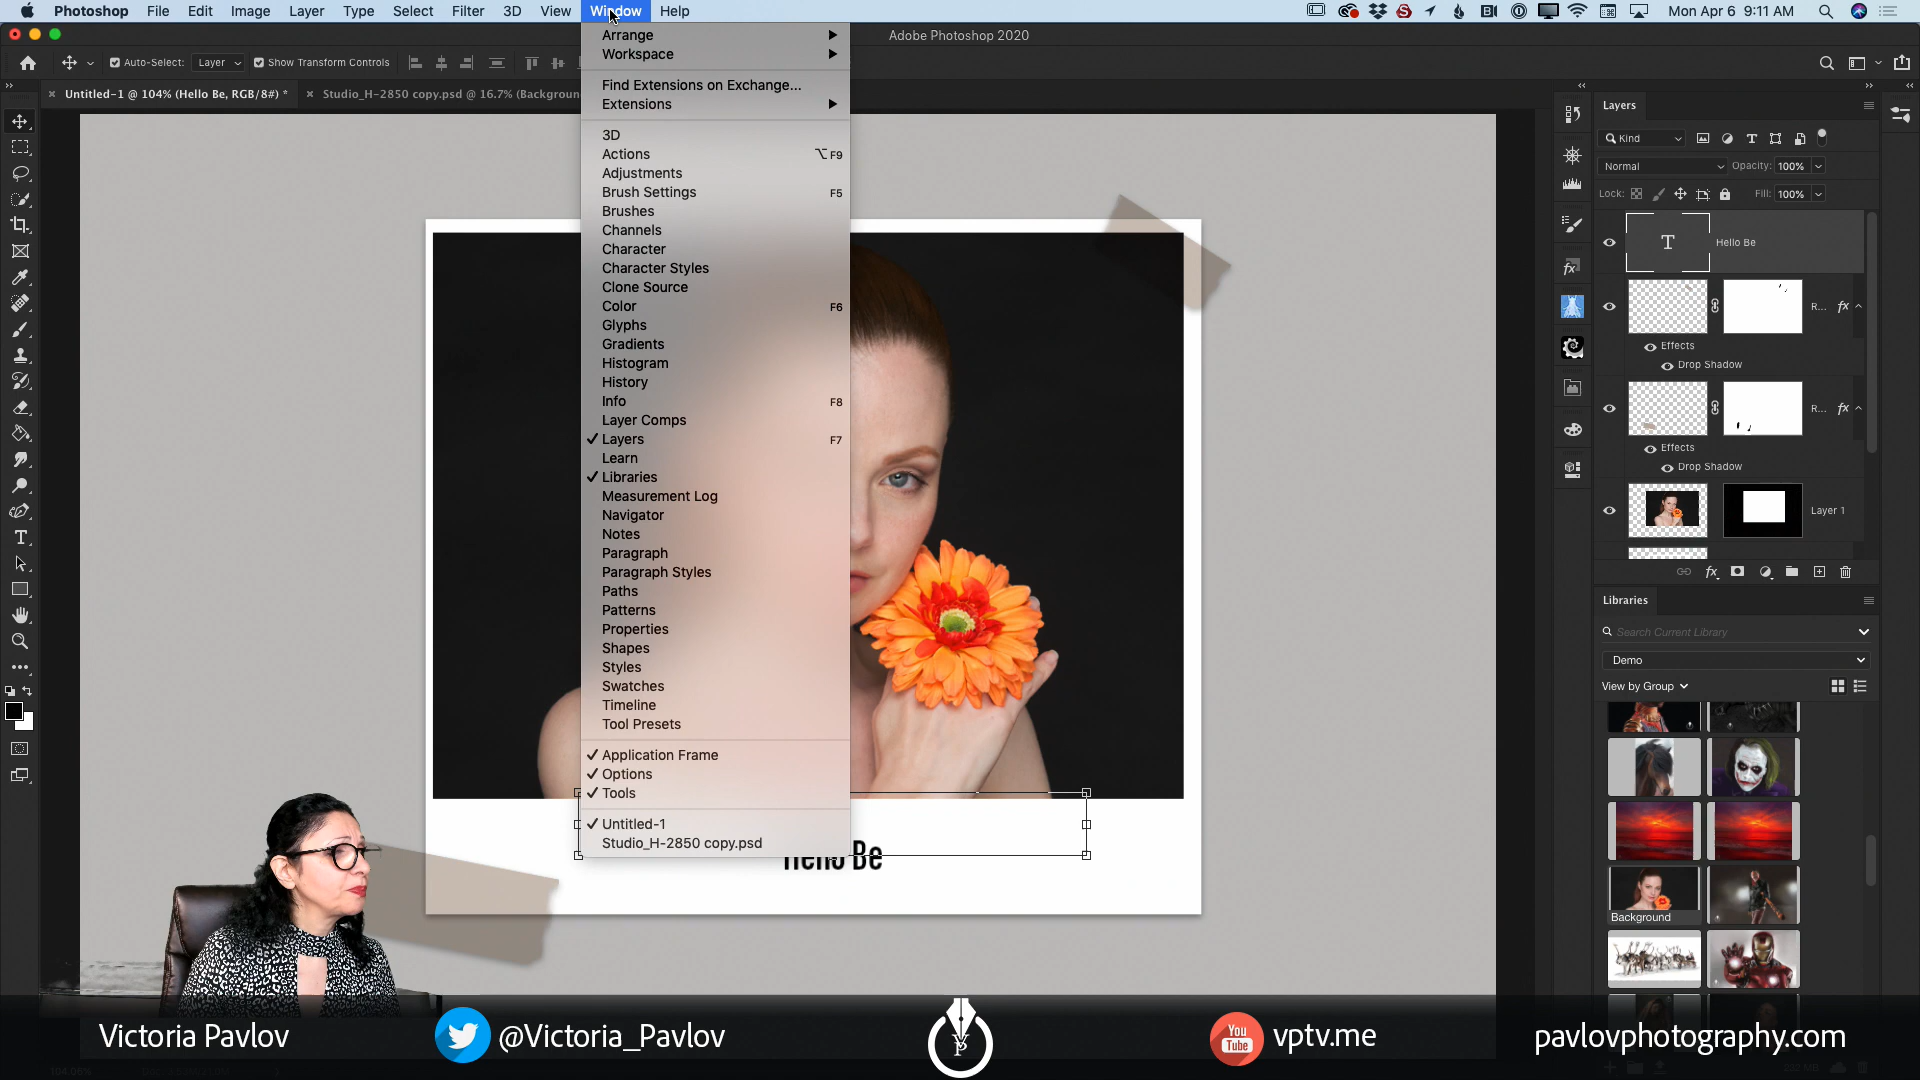 Photoshop File Edit Image Layer Type Select Filter 3D View Window Help Mon Apr 6 9:11 AM
Adobe Photoshop 2020
Auto-Select: Layer Show Transform Controls
Untitled-1 @ 104% (Hello Be, RGB/8#) * Studio_H-2850 copy.psd @ 16.7% (Backgroun
Arrange
Workspace
Find Extensions on Exchange...
Extensions
3D
Actions ⌥F9
Adjustments
Brush Settings F5
Brushes
Channels
Character
Character Styles
Clone Source
Color F6
Glyphs
Gradients
Histogram
History
Info F8
Layer Comps
✓ Layers F7
Learn
✓ Libraries
Measurement Log
Navigator
Notes
Paragraph
Paragraph Styles
Paths
Patterns
Properties
Shapes
Styles
Swatches
Timeline
Tool Presets
✓ Application Frame
✓ Options
✓ Tools
✓ Untitled-1
Studio_H-2850 copy.psd
Hello Be
Layers
Kind
Normal Opacity: 100%
Lock: Fill: 100%
T Hello Be
R... fx
Effects
Drop Shadow
R... fx
Effects
Drop Shadow
Layer 1
Libraries
Search Current Library
Demo
View by Group
Background
Victoria Pavlov @Victoria_Pavlov VP You Tube vptv.me pavlovphotography.com